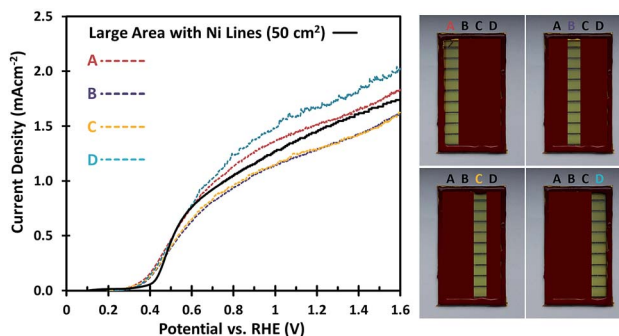 Large Area with Ni Lines (50 cm²)
A
B
C
D
Current Density (mAcm⁻²)
2.5
2.0
1.5
1.0
0.5
0.0
0 0.2 0.4 0.6 0.8 1 1.2 1.4 1.6
Potential vs. RHE (V)
A B C D
A B C D
A B C D
A B C D